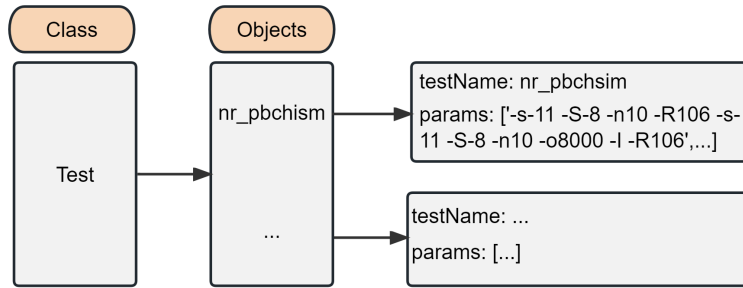 Class
Objects
Test
nr_pbchism
...
testName: nr_pbchsim
params: ['-s-11 -S-8 -n10 -R106 -s-
11 -S-8 -n10 -o8000 -I -R106',...]
testName: ...
params: [...]